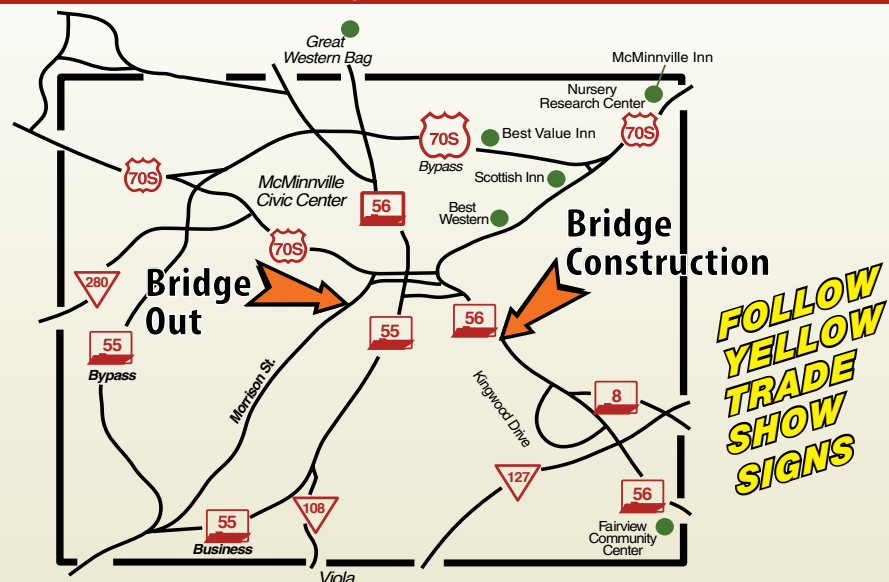 Great
Western Bag
McMinnville Inn
Nursery
Research Center
70S
Bypass
Best Value Inn
70S
Scottish Inn
70S
McMinnville
Civic Center
56
Best
Western
Bridge
Construction
70S
280
Bridge
Out
55
Bypass
55
56
FOLLOW
YELLOW
TRADE
SHOW
SIGNS
Morrison St.
Kingwood Drive
8
127
56
108
55
Business
Fairview
Community
Center
Viola